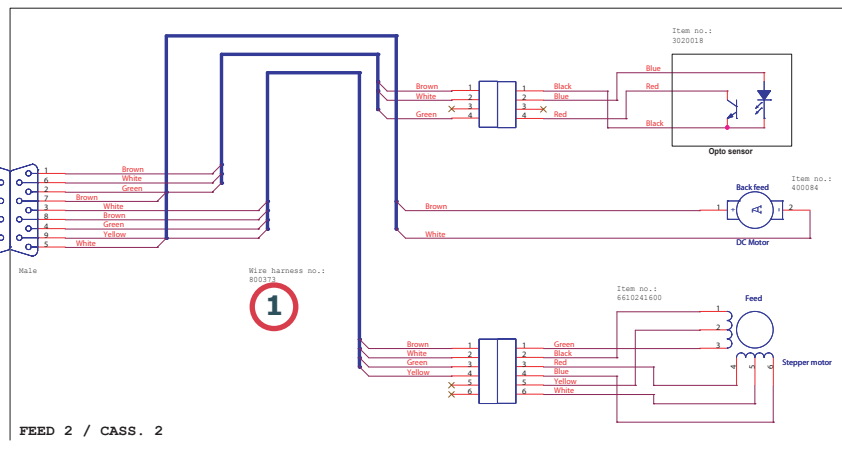 Item no.:
3020018
Blue
Red
Black
Opto sensor
Brown 1 1 Black
White 2 2 Blue
3 3
Green 4 4 Red
1 Brown
6 White
2 Green
7 Brown
3 White
8 Brown
4 Green
9 Yellow
5 White
Male
Item no.:
400084
Back feed
Brown 1 + A - 2
White
DC Motor
Wire harness no.:
800373
1
Item no.:
6610241600
Feed
1
2
3
4 5 6
Stepper motor
Brown 1 1 Green
White 2 2 Black
Green 3 3 Red
Yellow 4 4 Blue
5 5 Yellow
6 6 White
FEED 2 / CASS. 2